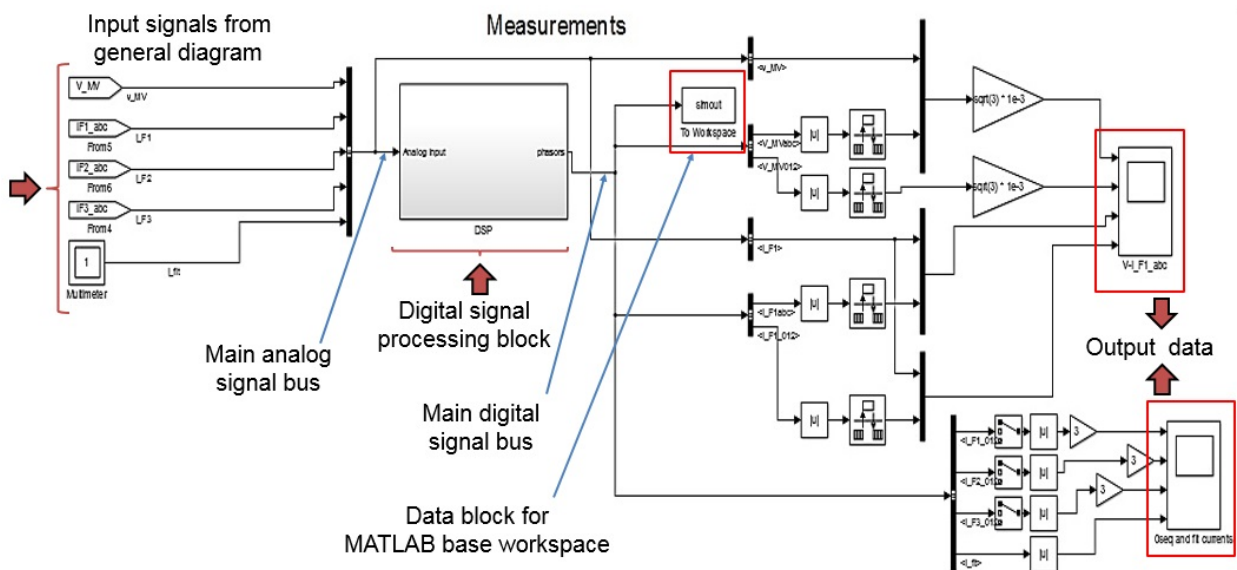 Input signals from
general diagram
Measurements
V_MV
v_MV
IF1_abc
I_F1
From5
IF2_abc
I_F2
From6
IF3_abc
I_F3
From4
1
I_flt
Multimeter
Analog Input
phasors
DSP
Digital signal
processing block
Main analog
signal bus
Main digital
signal bus
Data block for
MATLAB base workspace
simout
To Workspace
<v_MV>
<V_MVabc>
<V_MV012>
|u|
|u|
sqrt(3) * 1e-3
sqrt(3) * 1e-3
V-I_F1_abc
<I_F1>
<I_F1abc>
<I_F1_012>
|u|
|u|
Output data
<I_F1_012>
|u|
3
<I_F2_012>
|u|
3
<I_F3_012>
|u|
3
<I_flt>
|u|
0seq and flt currents